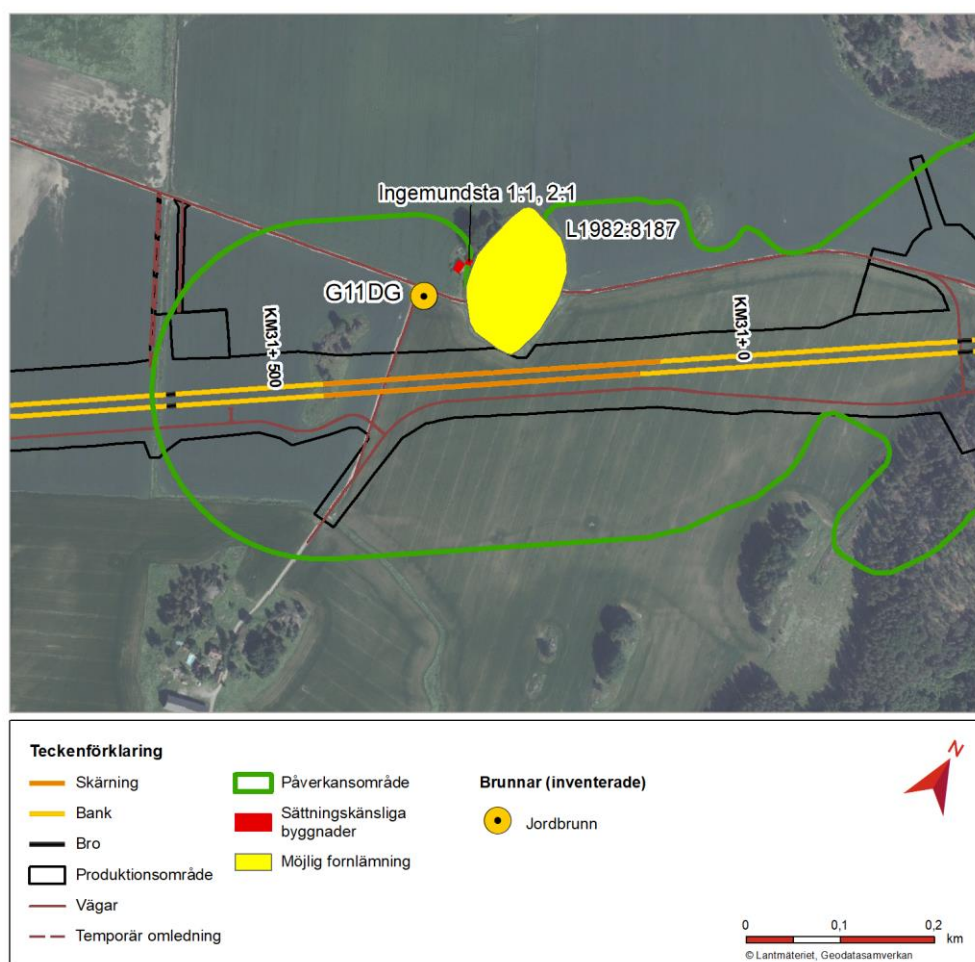 Ingemundsta 1:1, 2:1
L1982:8187
G11DG
KM31+500
KM31+0
Teckenförklaring
Skärning
Bank
Bro
Produktionsområde
Vägar
Temporär omledning
Påverkansområde
Sättningskänsliga
byggnader
Möjlig fornlämning
Brunnar (inventerade)
Jordbrunn
N
0 0,1 0,2
km
© Lantmäteriet, Geodatasamverkan